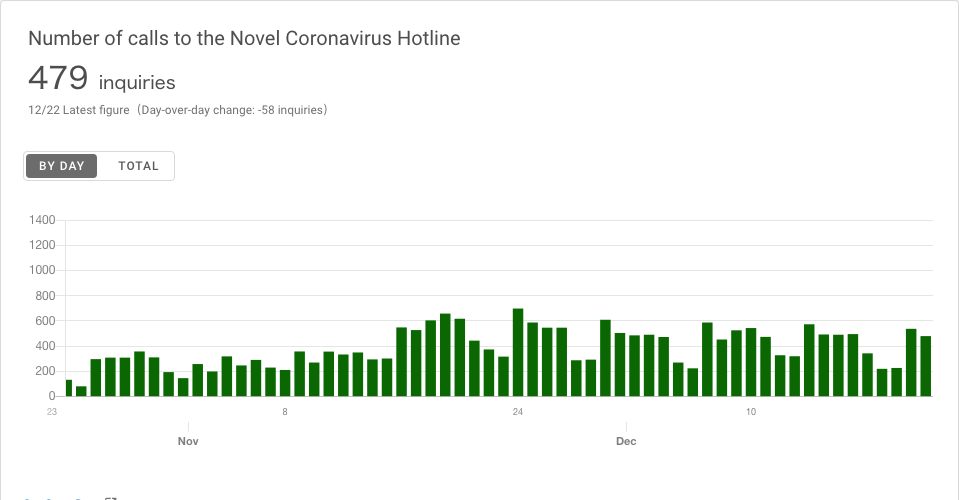 Number of calls to the Novel Coronavirus Hotline
479 inquiries
12/22 Latest figure（Day-over-day change: -58 inquiries）
BY DAY TOTAL
1400
1200
1000
800
600
400
200
0
23 8 24 10
Nov Dec